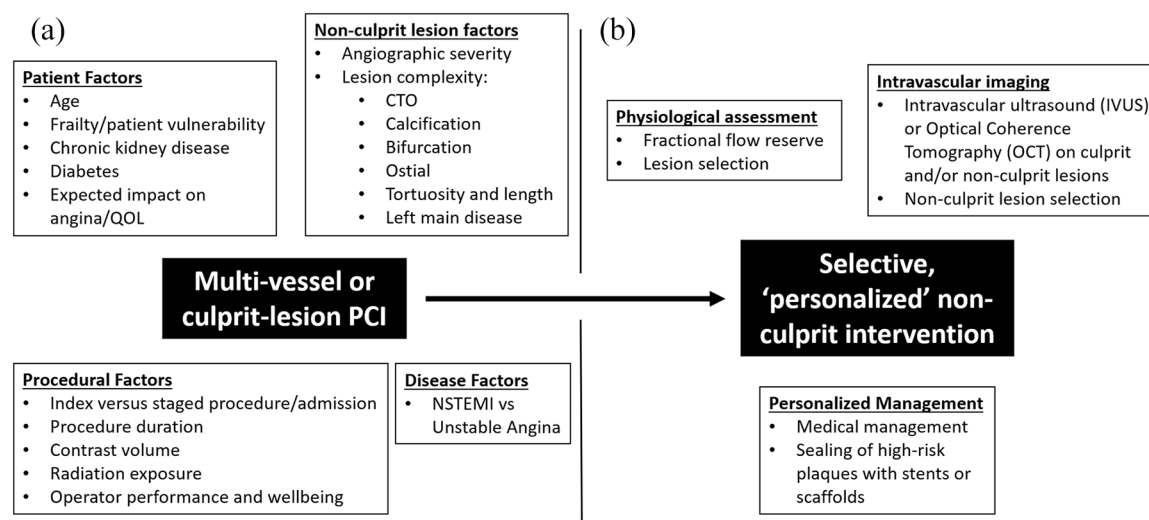 (a)
Patient Factors
• Age
• Frailty/patient vulnerability
• Chronic kidney disease
• Diabetes
• Expected impact on
angina/QOL
Non-culprit lesion factors
• Angiographic severity
• Lesion complexity:
• CTO
• Calcification
• Bifurcation
• Ostial
• Tortuosity and length
• Left main disease
Multi-vessel or
culprit-lesion PCI
Procedural Factors
• Index versus staged procedure/admission
• Procedure duration
• Contrast volume
• Radiation exposure
• Operator performance and wellbeing
Disease Factors
• NSTEMI vs
Unstable Angina
(b)
Physiological assessment
• Fractional flow reserve
• Lesion selection
Intravascular imaging
• Intravascular ultrasound (IVUS)
or Optical Coherence
Tomography (OCT) on culprit
and/or non-culprit lesions
• Non-culprit lesion selection
Selective,
‘personalized’ non-
culprit intervention
Personalized Management
• Medical management
• Sealing of high-risk
plaques with stents or
scaffolds